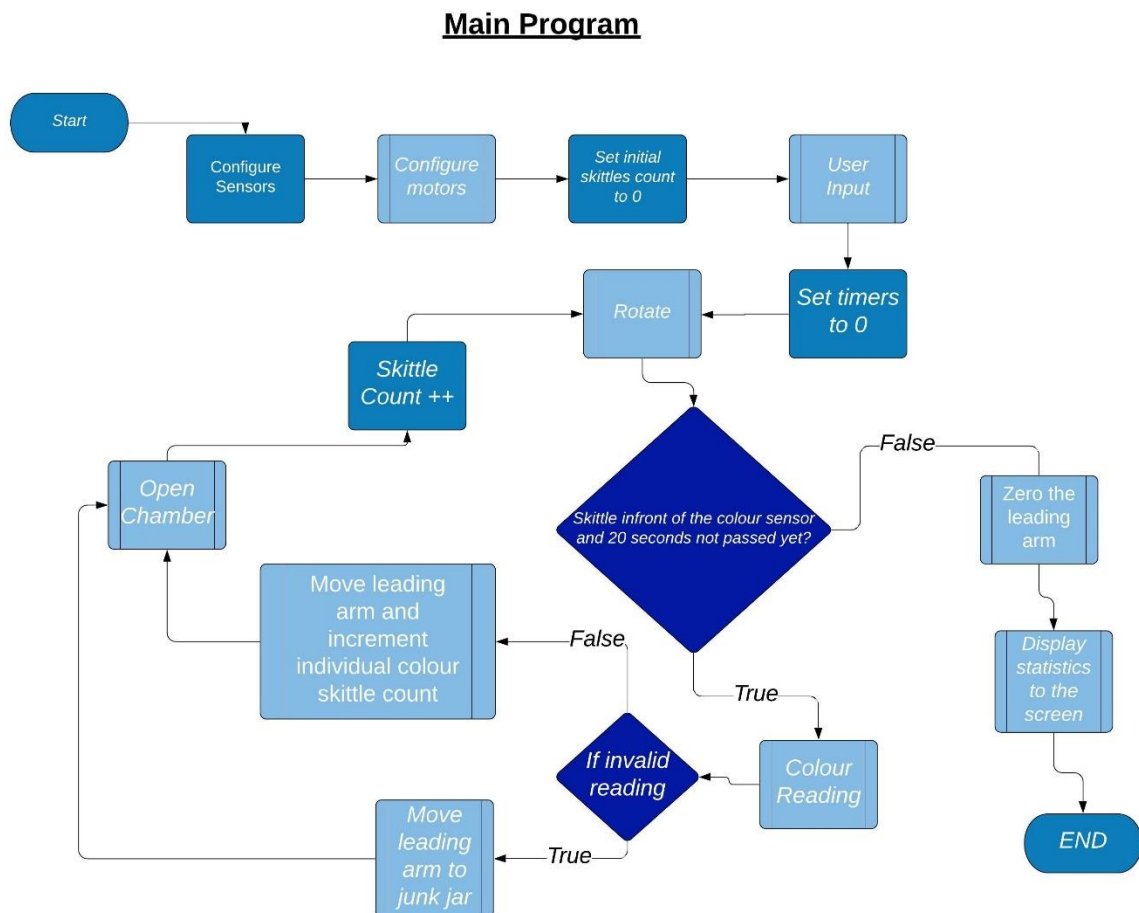 Main Program
Start
Configure
Sensors
Configure
motors
Set initial
skittles count
to 0
User
Input
Set timers
to 0
Rotate
Skittle
Count ++
Open
Chamber
Skittle infront of the colour sensor
and 20 seconds not passed yet?
False
Zero the
leading
arm
Display
statistics
to the
screen
END
True
Colour
Reading
If invalid
reading
False
Move leading
arm and
increment
individual colour
skittle count
True
Move
leading
arm to
junk jar